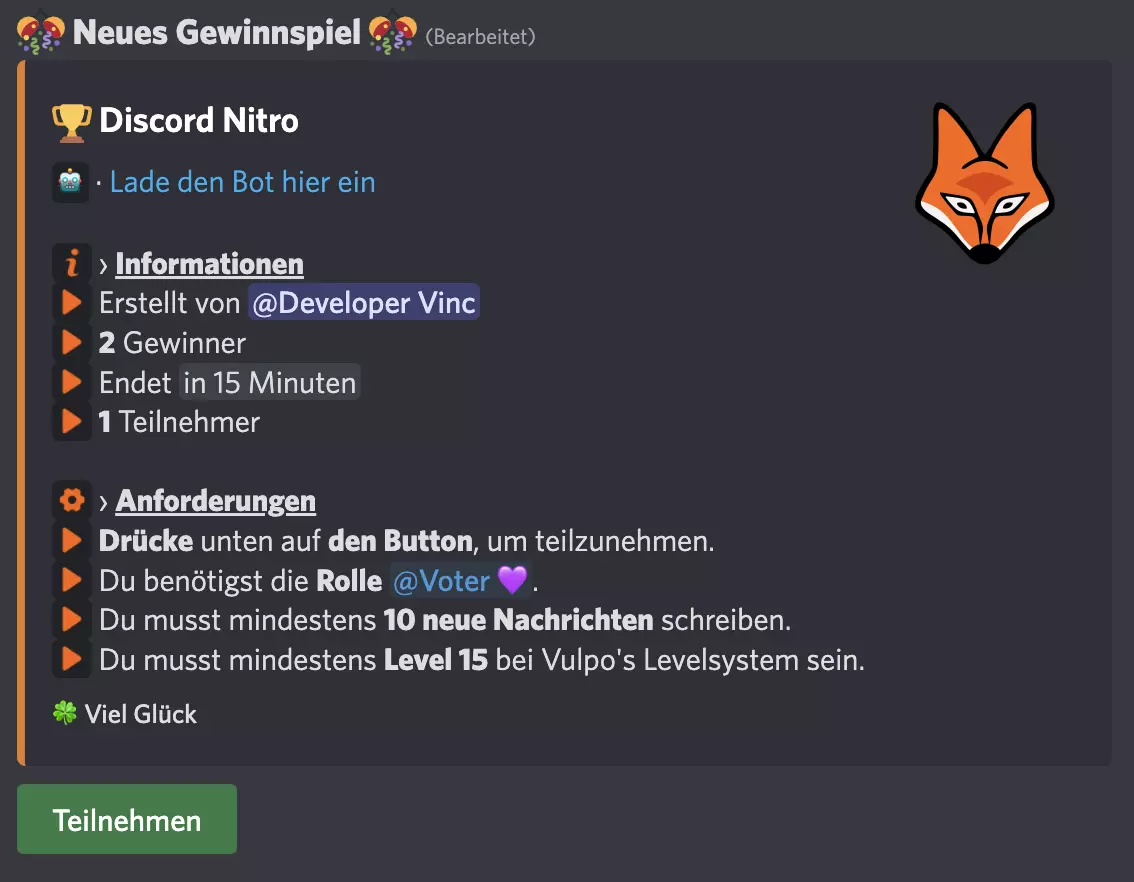 Neues Gewinnspiel (Bearbeitet)
Discord Nitro
· Lade den Bot hier ein
i › Informationen
Erstellt von @Developer Vinc
2 Gewinner
Endet in 15 Minuten
1 Teilnehmer
› Anforderungen
Drücke unten auf den Button, um teilzunehmen.
Du benötigst die Rolle @Voter 💜.
Du musst mindestens 10 neue Nachrichten schreiben.
Du musst mindestens Level 15 bei Vulpo's Levelsystem sein.
🍀 Viel Glück
Teilnehmen